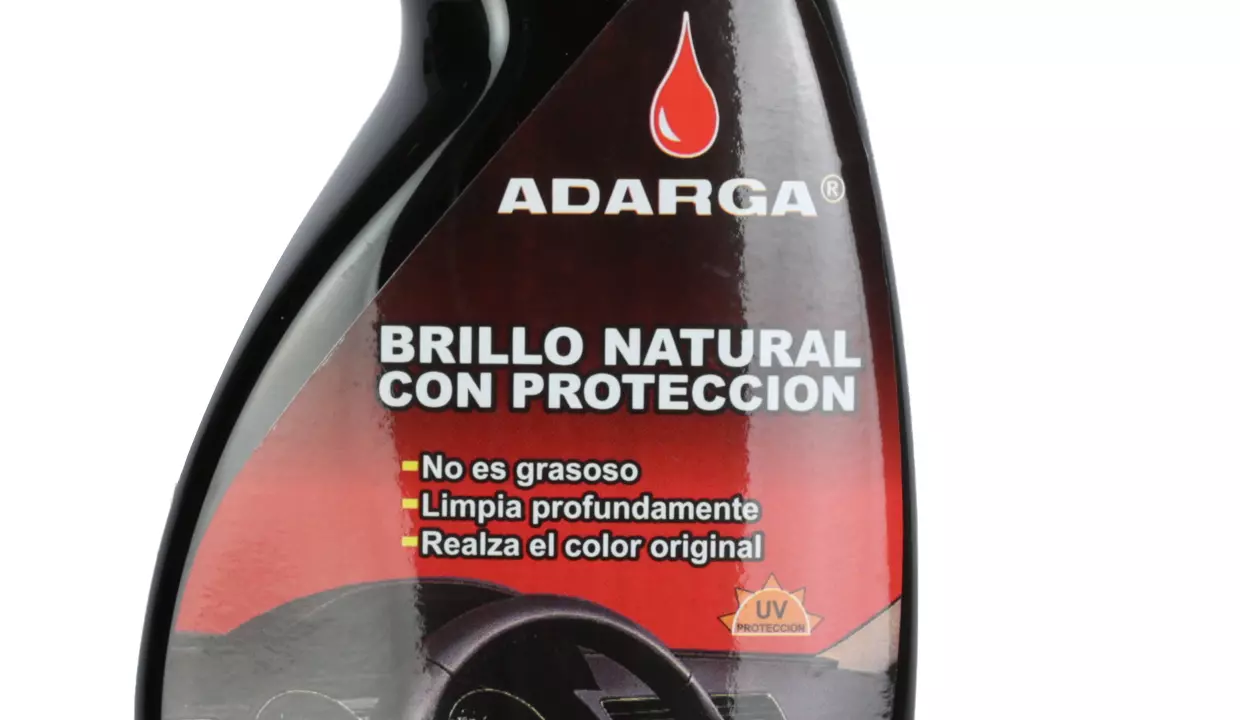 ADARGA®
BRILLO NATURAL
CON PROTECCION
No es grasoso
Limpia profundamente
Realza el color original
UV
PROTECCION